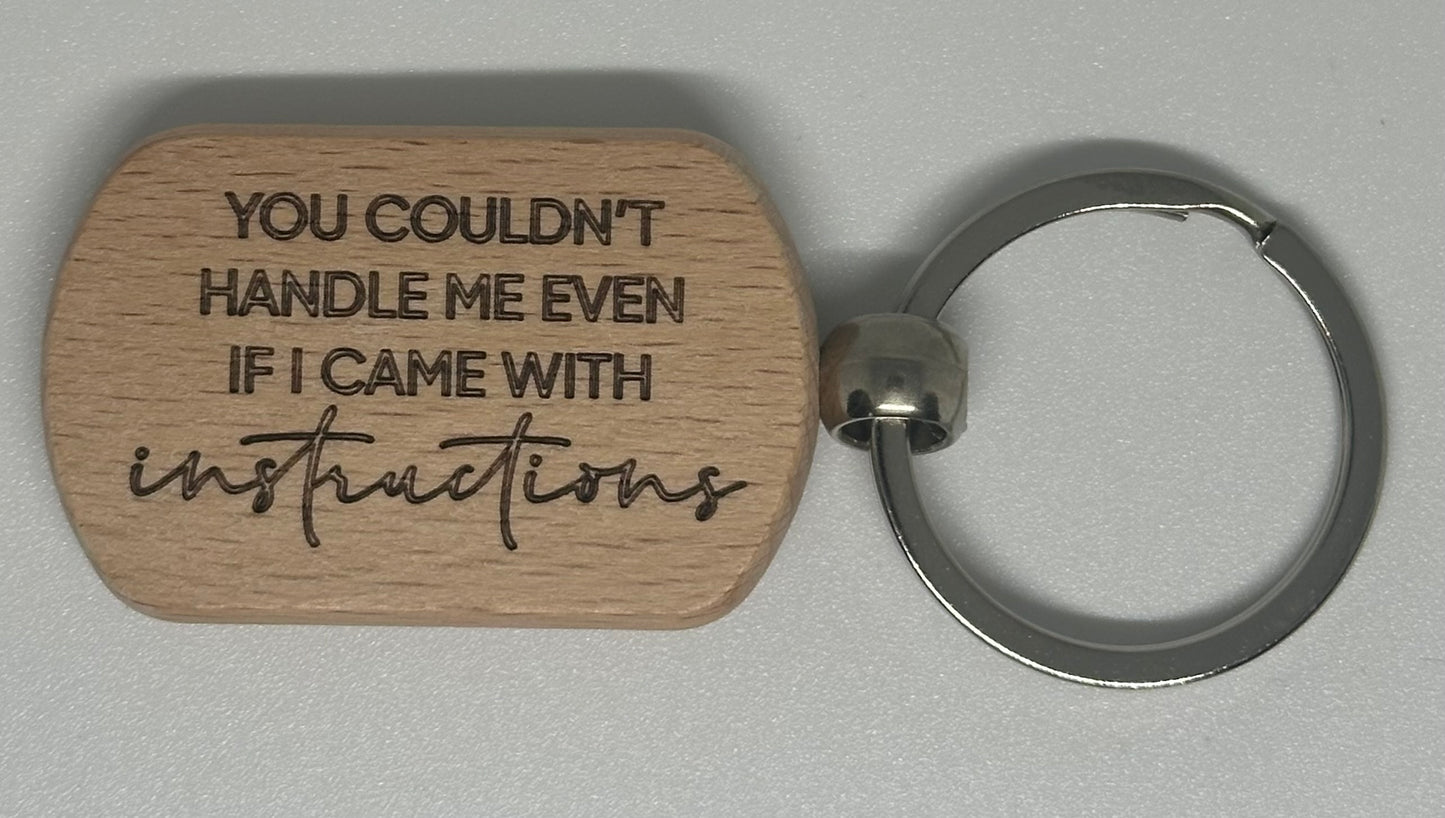 YOU COULDN'T
HANDLE ME EVEN
IF I CAME WITH
instructions